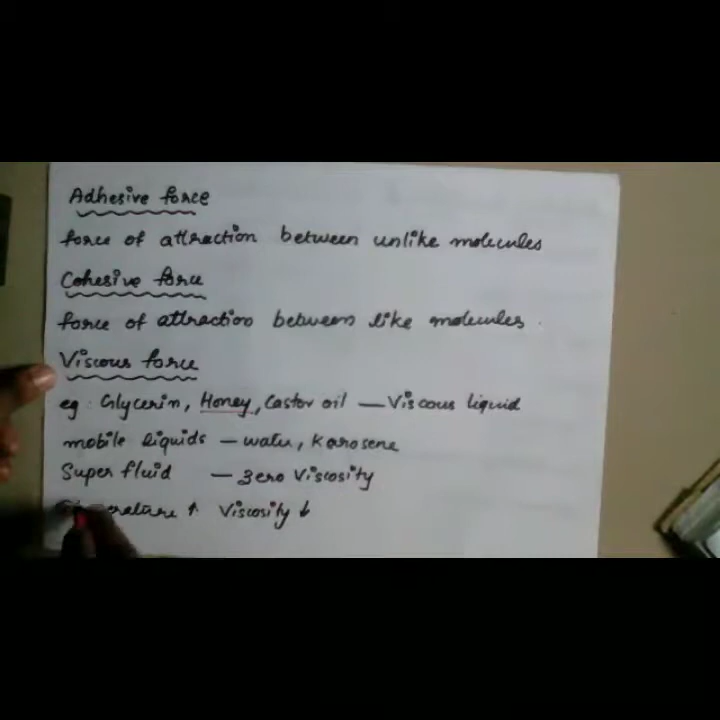 Adhesive force
force of attraction between unlike molecules
Cohesive force
force of attraction between like molecules.
Viscous force
eg: Glycerin, Honey, Castor oil — Viscous liquid
mobile liquids — water, Karosene
Super fluid — zero Viscosity
↑ Viscosity ↓